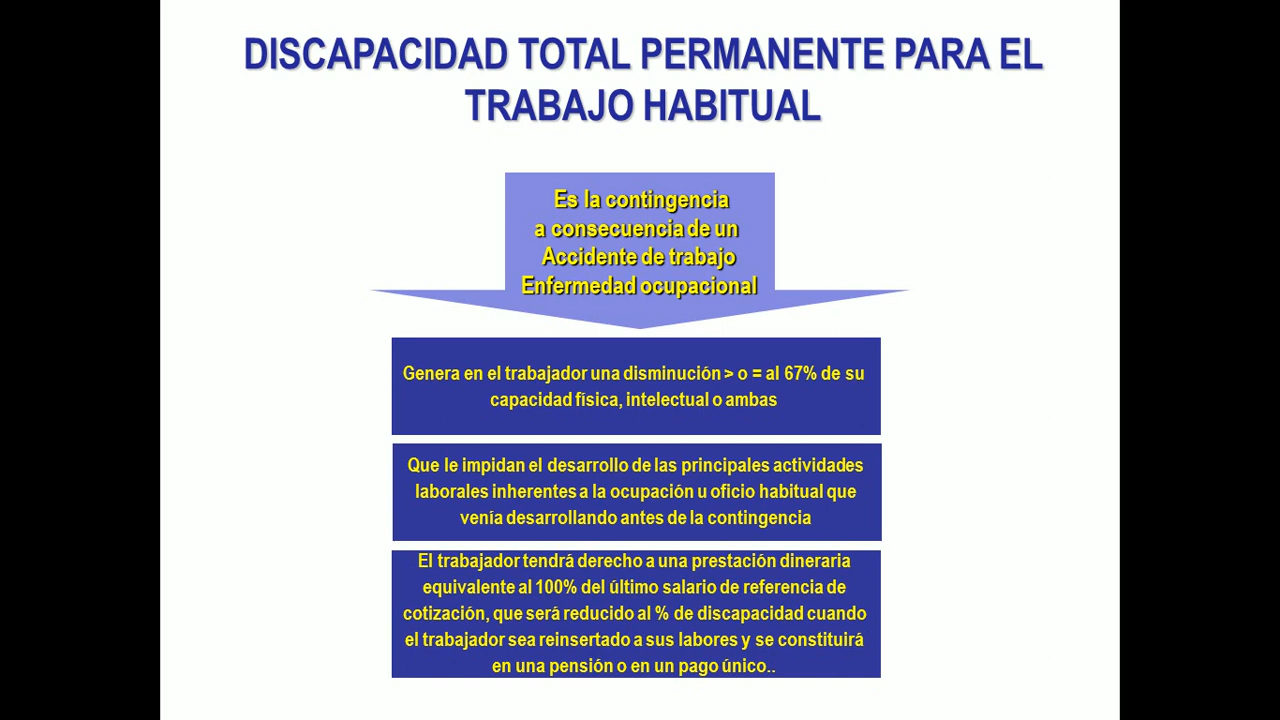 DISCAPACIDAD TOTAL PERMANENTE PARA EL
TRABAJO HABITUAL
Es la contingencia
a consecuencia de un
Accidente de trabajo
Enfermedad ocupacional
Genera en el trabajador una disminución > o = al 67% de su
capacidad física, intelectual o ambas
Que le impidan el desarrollo de las principales actividades
laborales inherentes a la ocupación u oficio habitual que
venía desarrollando antes de la contingencia
El trabajador tendrá derecho a una prestación dineraria
equivalente al 100% del último salario de referencia de
cotización, que será reducido al % de discapacidad cuando
el trabajador sea reinsertado a sus labores y se constituirá
en una pensión o en un pago único..